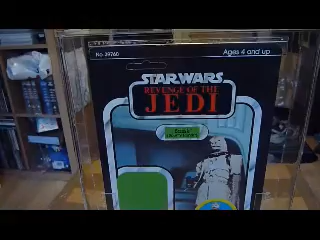 No. 39760
Ages 4 and up
STAR WARS
REVENGE OF THE
JEDI